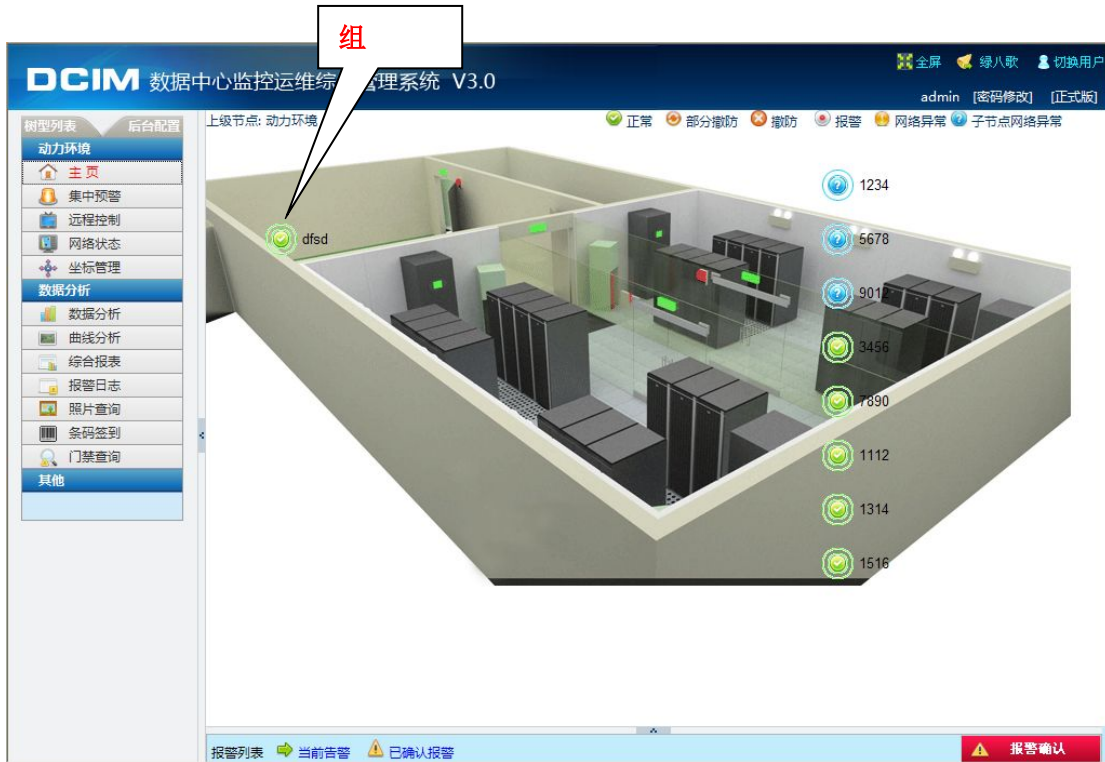 组
DCIM 数据中心监控运维综 管理系统 V3.0
全屏 绿八歌 切换用户
admin [密码修改] [正式版]
树型列表 后台配置
上级节点: 动力环境
正常 部分撤防 撤防 报警 网络异常 子节点网络异常
动力环境
主页
集中预警
远程控制
网络状态
坐标管理
数据分析
数据分析
曲线分析
综合报表
报警日志
照片查询
条码签到
门禁查询
其他
dfsd
1234
5678
9012
3456
7890
1112
1314
1516
报警列表 当前告警 已确认报警
报警确认